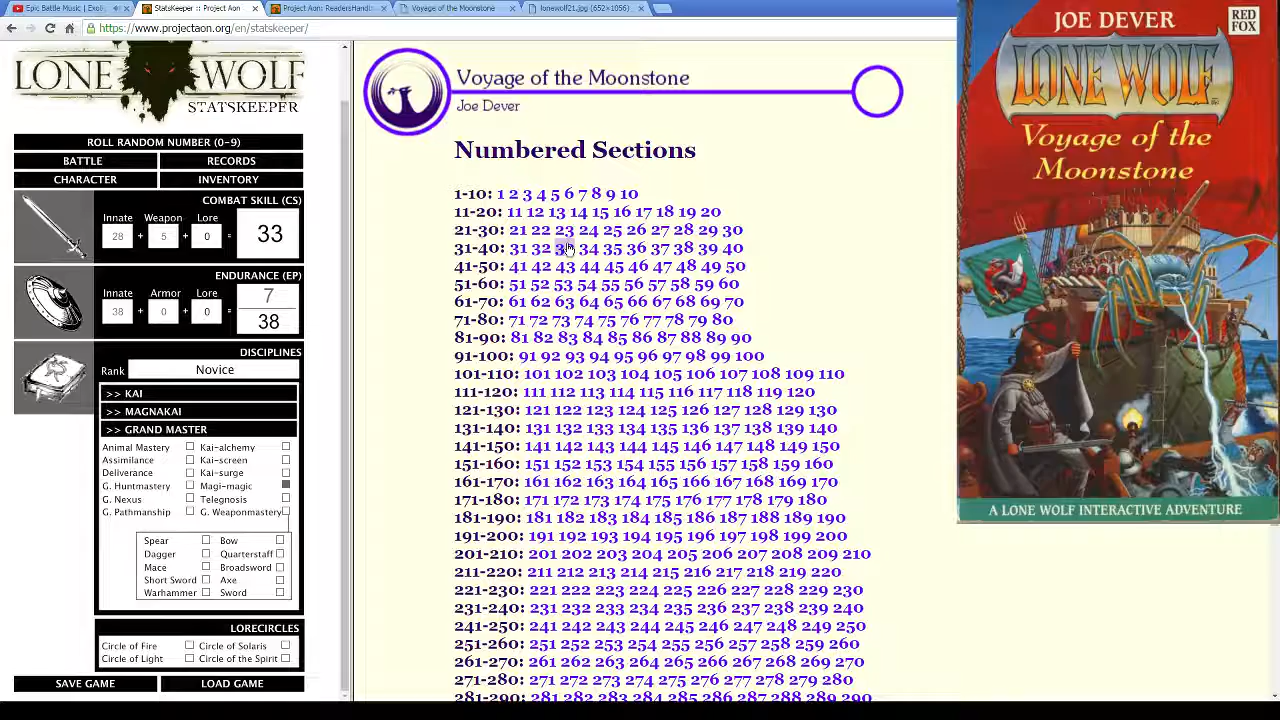 Epic Battle Music | Exoli
StatsKeeper :: Project Aon
Project Aon: ReadersHandb
Voyage of the Moonstone
lonewolf21.jpg (652×1056)
https://www.projectaon.org/en/statskeeper/
LONE WOLF
STATSKEEPER
ROLL RANDOM NUMBER (0-9)
BATTLE RECORDS
CHARACTER INVENTORY
COMBAT SKILL (CS)
Innate Weapon Lore
28 + 5 + 0 = 33
ENDURANCE (EP)
Innate Armor Lore
7
38 + 0 + 0 = 38
DISCIPLINES
Rank Novice
>> KAI
>> MAGNAKAI
>> GRAND MASTER
Animal Mastery Kai-alchemy
Assimilance Kai-screen
Deliverance Kai-surge
G. Huntmastery Magi-magic
G. Nexus Telegnosis
G. Pathmanship G. Weaponmastery
Spear Bow
Dagger Quarterstaff
Mace Broadsword
Short Sword Axe
Warhammer Sword
LORECIRCLES
Circle of Fire Circle of Solaris
Circle of Light Circle of the Spirit
SAVE GAME LOAD GAME
Voyage of the Moonstone
Joe Dever
Numbered Sections
1-10: 1 2 3 4 5 6 7 8 9 10
11-20: 11 12 13 14 15 16 17 18 19 20
21-30: 21 22 23 24 25 26 27 28 29 30
31-40: 31 32 33 34 35 36 37 38 39 40
41-50: 41 42 43 44 45 46 47 48 49 50
51-60: 51 52 53 54 55 56 57 58 59 60
61-70: 61 62 63 64 65 66 67 68 69 70
71-80: 71 72 73 74 75 76 77 78 79 80
81-90: 81 82 83 84 85 86 87 88 89 90
91-100: 91 92 93 94 95 96 97 98 99 100
101-110: 101 102 103 104 105 106 107 108 109 110
111-120: 111 112 113 114 115 116 117 118 119 120
121-130: 121 122 123 124 125 126 127 128 129 130
131-140: 131 132 133 134 135 136 137 138 139 140
141-150: 141 142 143 144 145 146 147 148 149 150
151-160: 151 152 153 154 155 156 157 158 159 160
161-170: 161 162 163 164 165 166 167 168 169 170
171-180: 171 172 173 174 175 176 177 178 179 180
181-190: 181 182 183 184 185 186 187 188 189 190
191-200: 191 192 193 194 195 196 197 198 199 200
201-210: 201 202 203 204 205 206 207 208 209 210
211-220: 211 212 213 214 215 216 217 218 219 220
221-230: 221 222 223 224 225 226 227 228 229 230
231-240: 231 232 233 234 235 236 237 238 239 240
241-250: 241 242 243 244 245 246 247 248 249 250
251-260: 251 252 253 254 255 256 257 258 259 260
261-270: 261 262 263 264 265 266 267 268 269 270
271-280: 271 272 273 274 275 276 277 278 279 280
281-290: 281 282 283 284 285 286 287 288 289 290
JOE DEVER
RED
FOX
LONE WOLF
Voyage of the
Moonstone
A LONE WOLF INTERACTIVE ADVENTURE